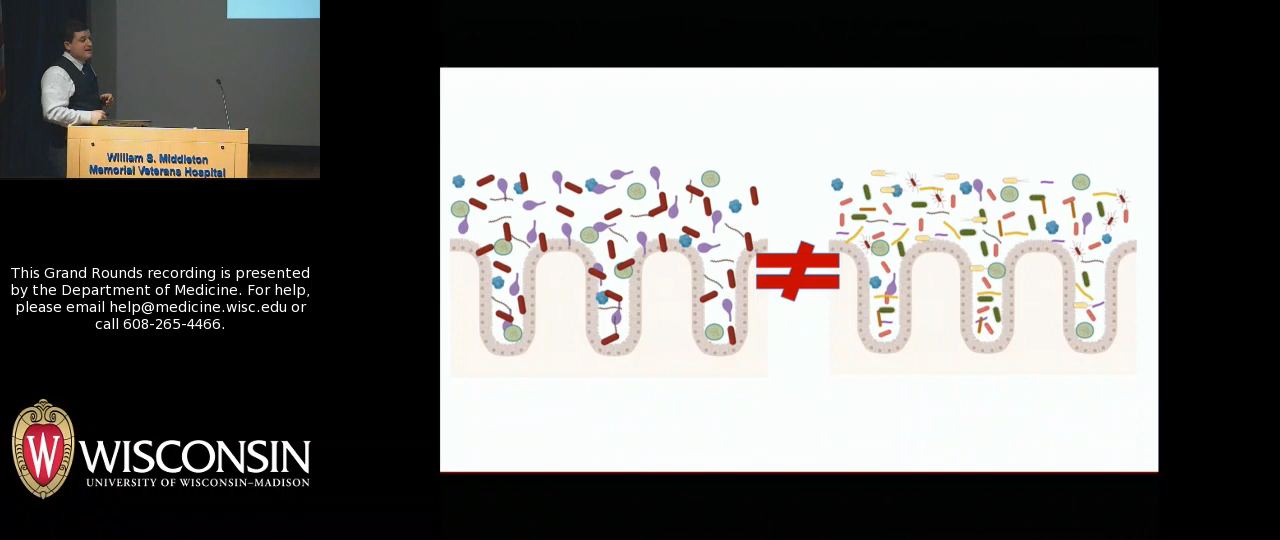 William S. Middleton
Memorial Veterans Hospital
This Grand Rounds recording is presented
by the Department of Medicine. For help,
please email help@medicine.wisc.edu or
call 608-265-4466.
W
WISCONSIN
UNIVERSITY OF WISCONSIN–MADISON